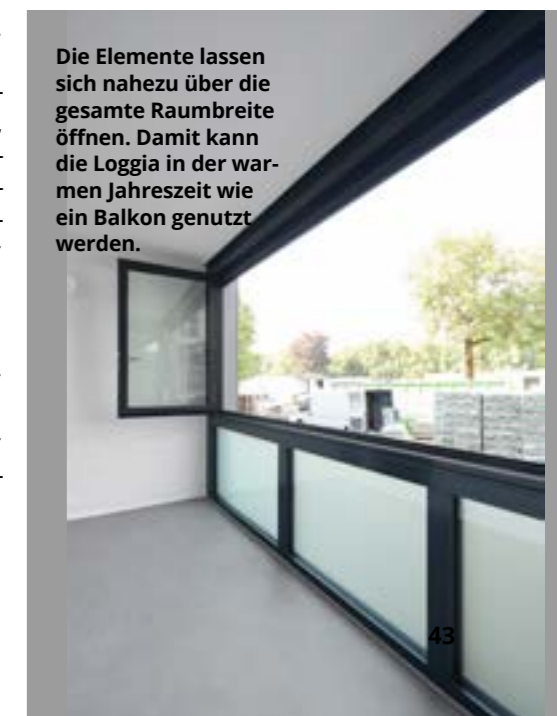 Die Elemente lassen
sich nahezu über die
gesamte Raumbreite
öffnen. Damit kann
die Loggia in der war-
men Jahreszeit wie
ein Balkon genutzt
werden.
43